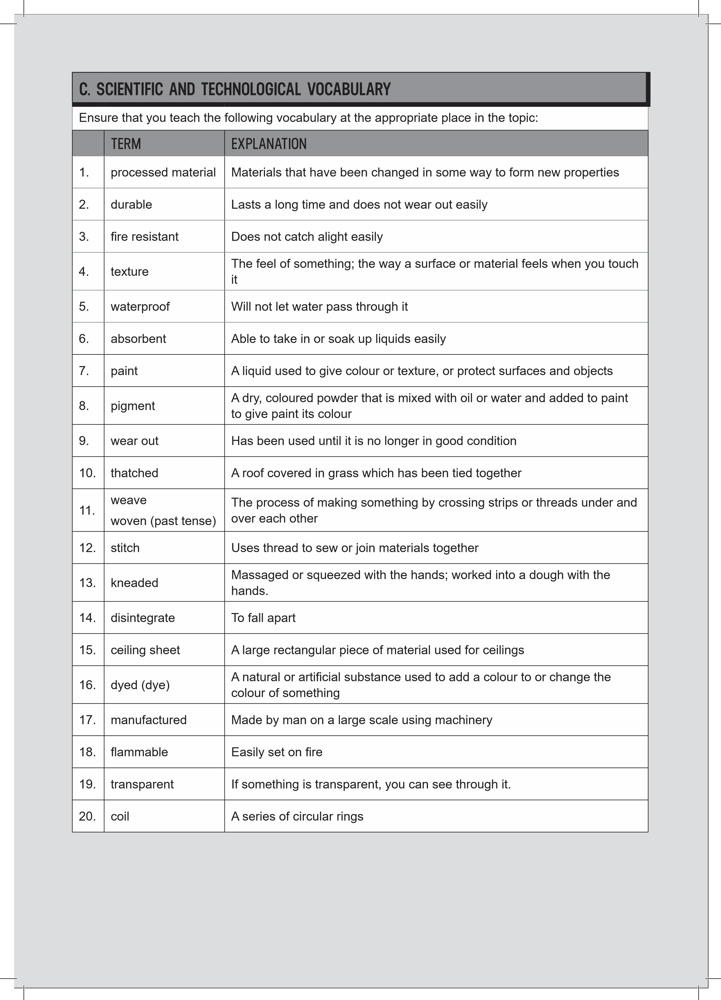 C. SCIENTIFIC AND TECHNOLOGICAL VOCABULARY
Ensure that you teach the following vocabulary at the appropriate place in the topic:
TERM EXPLANATION
1. processed material Materials that have been changed in some way to form new properties
2. durable Lasts a long time and does not wear out easily
3. fire resistant Does not catch alight easily
4. texture The feel of something; the way a surface or material feels when you touch
it
5. waterproof Will not let water pass through it
6. absorbent Able to take in or soak up liquids easily
7. paint A liquid used to give colour or texture, or protect surfaces and objects
8. pigment A dry, coloured powder that is mixed with oil or water and added to paint
to give paint its colour
9. wear out Has been used until it is no longer in good condition
10. thatched A roof covered in grass which has been tied together
11. weave
woven (past tense)
The process of making something by crossing strips or threads under and
over each other
12. stitch Uses thread to sew or join materials together
13. kneaded Massaged or squeezed with the hands; worked into a dough with the
hands.
14. disintegrate To fall apart
15. ceiling sheet A large rectangular piece of material used for ceilings
16. dyed (dye) A natural or artificial substance used to add a colour to or change the
colour of something
17. manufactured Made by man on a large scale using machinery
18. flammable Easily set on fire
19. transparent If something is transparent, you can see through it.
20. coil A series of circular rings